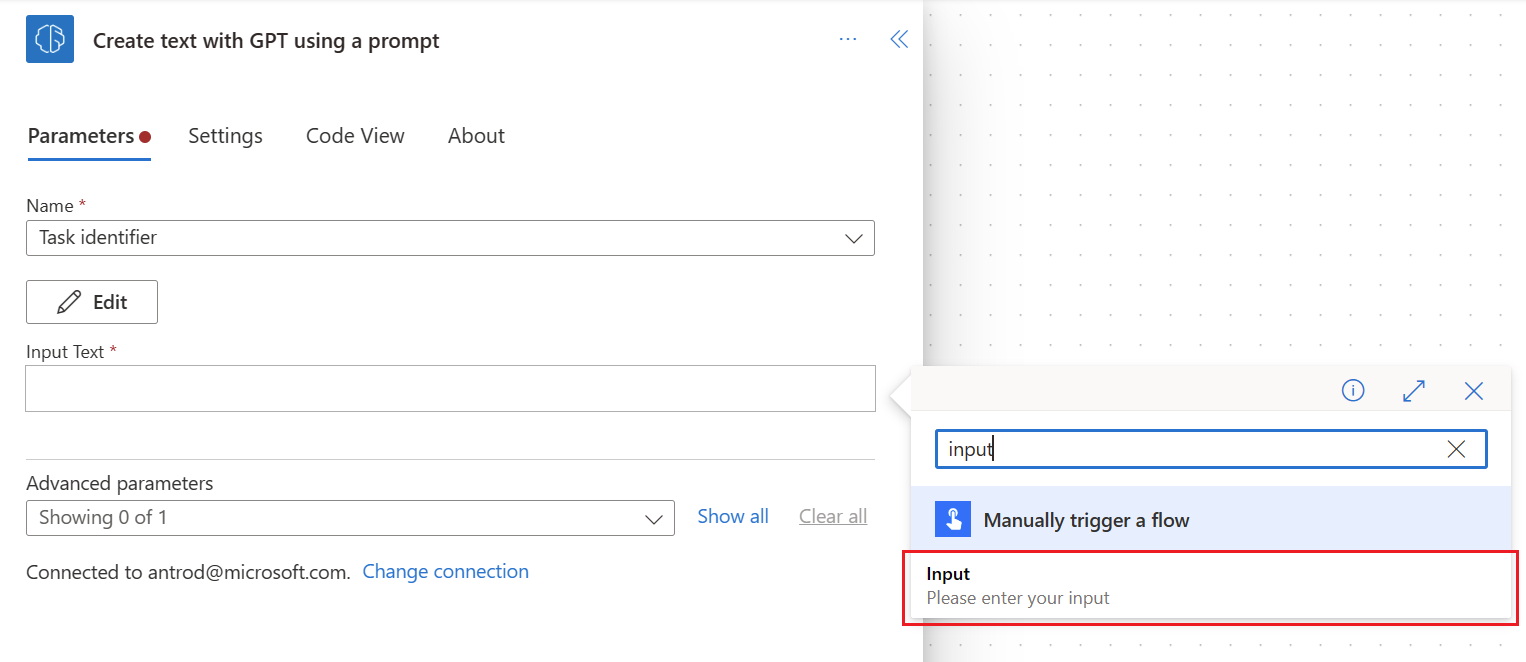 Create text with GPT using a prompt
Parameters Settings Code View About
Name *
Task identifier
Edit
Input Text *
Advanced parameters
Showing 0 of 1 Show all Clear all
Connected to antrod@microsoft.com. Change connection
input
Manually trigger a flow
Input
Please enter your input